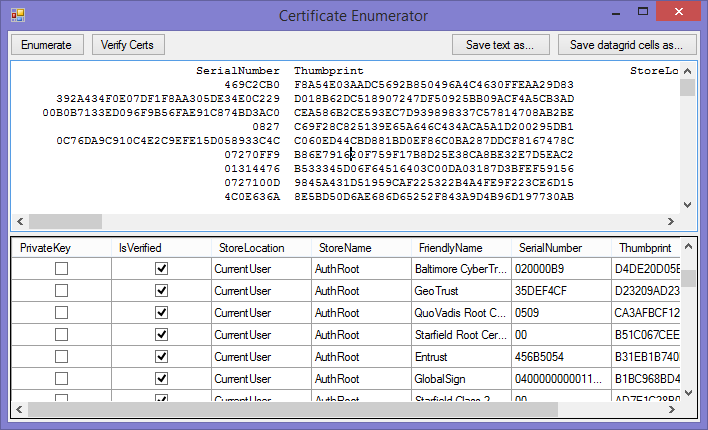 Certificate Enumerator
Enumerate Verify Certs Save text as... Save datagrid cells as...
SerialNumber Thumbprint StoreLo
469C2CB0 F8A54E03AADC5692B850496A4C4630FFEAA29D83
392A434F0E07DF1F8AA305DE34E0C229 D018B62DC518907247DF50925BB09ACF4A5CB3AD
00B0B7133ED096F9B56FAE91C874BD3AC0 CEA586B2CE593EC7D939898337C57814708AB2BE
0827 C69F28C825139E65A646C434ACA5A1D200295DB1
0C76DA9C910C4E2C9EFE15D058933C4C C060ED44CBD881BD0EF86C0BA287DDCF8167478C
07270FF9 B86E791620F759F17B8D25E38CA8BE32E7D5EAC2
01314476 B533345D06F64516403C00DA03187D3BFEF59156
0727100D 9845A431D51959CAF225322B4A4FE9F223CE6D15
4C0E636A 8E5BD50D6AE686D65252F843A9D4B96D197730AB
PrivateKey IsVerified StoreLocation StoreName FriendlyName SerialNumber Thumbprint
CurrentUser AuthRoot Baltimore CyberTr... 020000B9 D4DE20D05E
CurrentUser AuthRoot GeoTrust 35DEF4CF D23209AD23
CurrentUser AuthRoot QuoVadis Root C... 0509 CA3AFBCF12
CurrentUser AuthRoot Starfield Root Cer... 00 B51C067CEE
CurrentUser AuthRoot Entrust 456B5054 B31EB1B740
CurrentUser AuthRoot GlobalSign 0400000000011... B1BC968BD4
CurrentUser AuthRoot Starfield Class 2 00 AD7E1C28B0